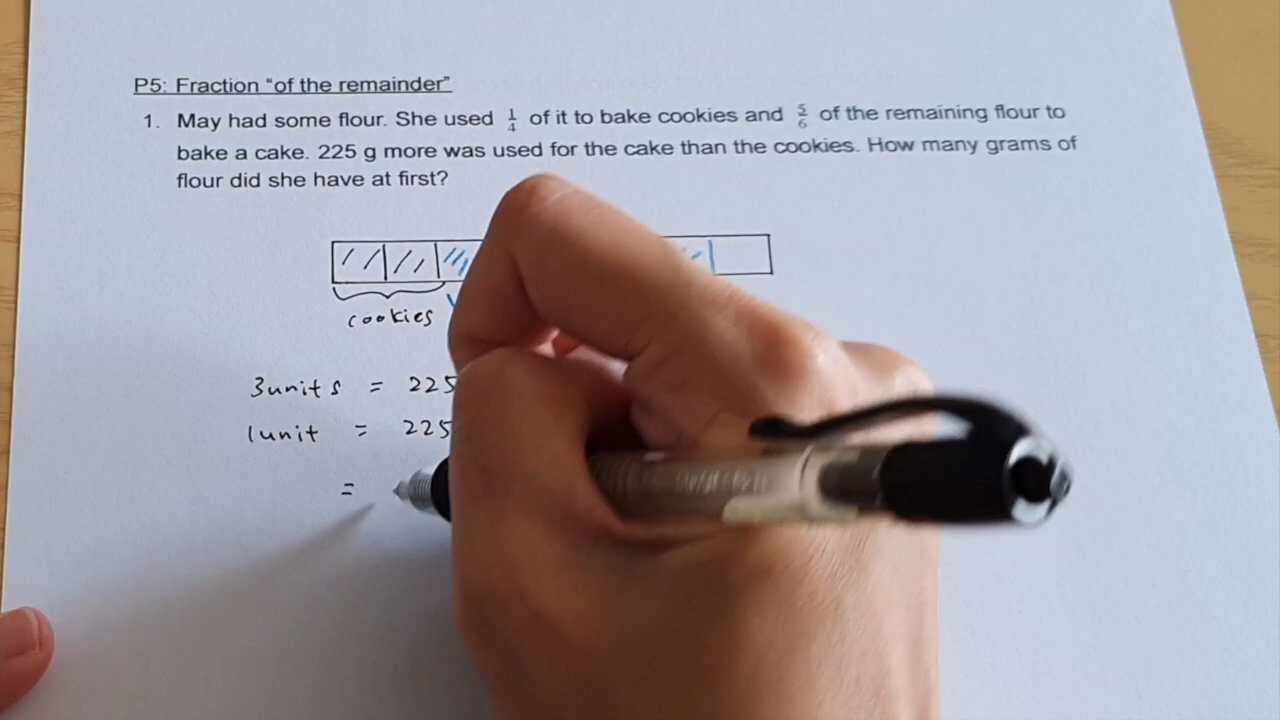 P5: Fraction “of the remainder”
1. May had some flour. She used 1/4 of it to bake cookies and 5/6 of the remaining flour to
bake a cake. 225 g more was used for the cake than the cookies. How many grams of
flour did she have at first?
cookies
3units = 225
1unit = 225
=